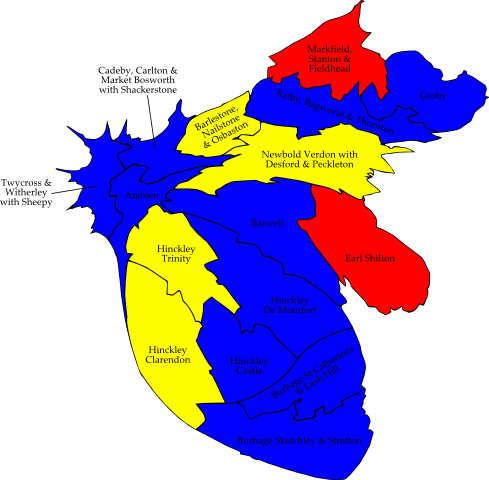 Markfield,
Stanton &
Fieldhead
Cadeby, Carlton &
Market Bosworth
with Shackerstone
Groby
Ratby, Bagworth & Thornton
Barlestone,
Nailstone
& Osbaston
Newbold Verdon with
Desford & Peckleton
Twycross &
Witherley
with Sheepy
Ambien
Barwell
Hinckley
Trinity
Earl Shilton
Hinckley
De Montfort
Hinckley
Clarendon
Hinckley
Castle
Burbage St Catherines
& Lash Hill
Burbage Sketchley & Stretton